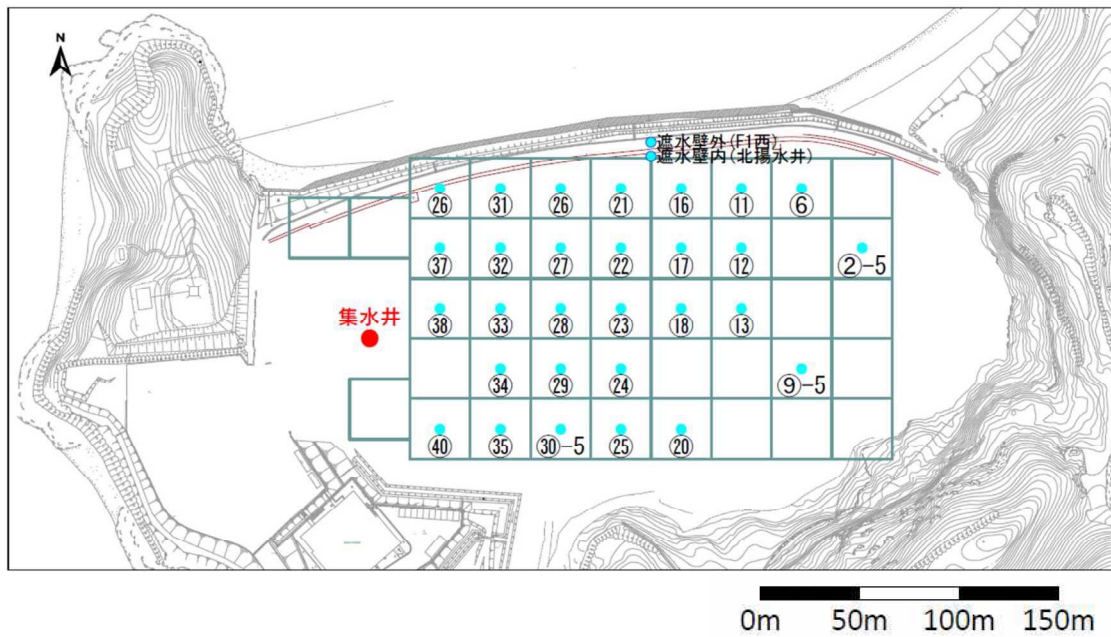 N
遮水壁外(F1西)
遮水壁内(北揚水井)
㉖ ㉛ ㉖ ㉑ ⑯ ⑪ ⑥
㊲ ㉜ ㉗ ㉒ ⑰ ⑫ ②-5
集水井
㊳ ㉝ ㉘ ㉓ ⑱ ⑬
㉞ ㉙ ㉔ ⑨-5
㊵ ㉟ ㉚-5 ㉕ ⑳
0m 50m 100m 150m